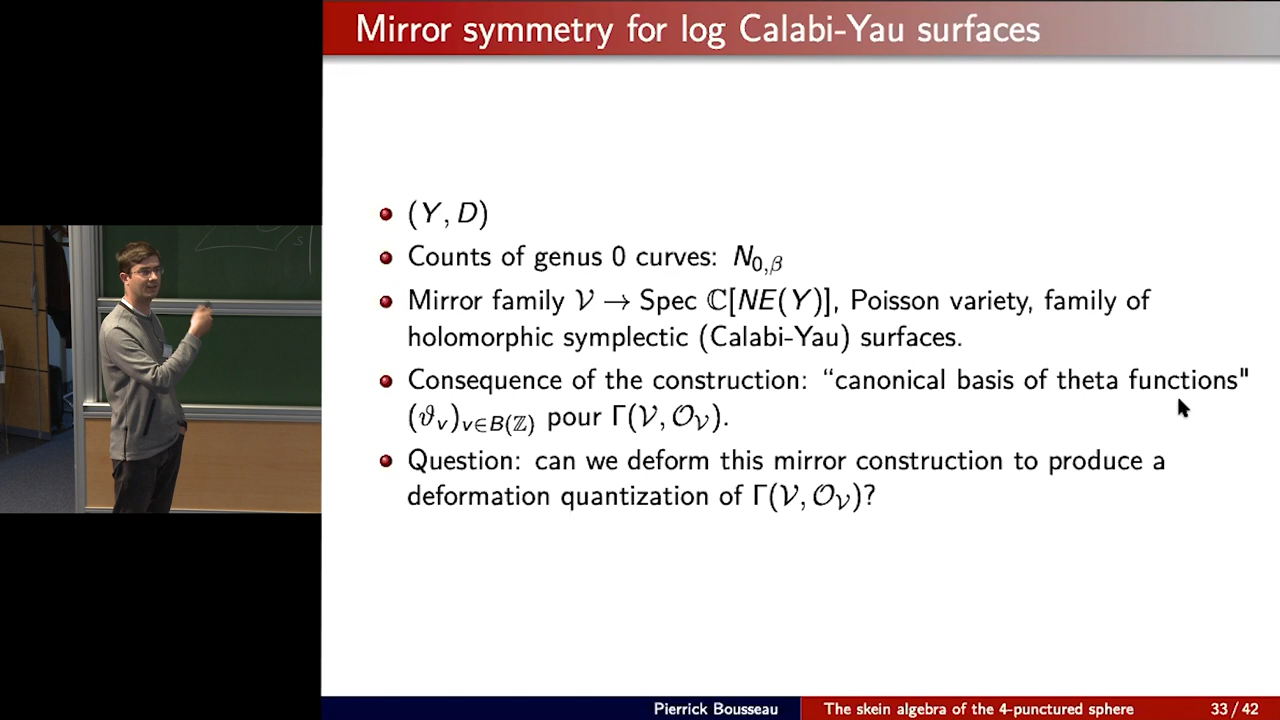 Mirror symmetry for log Calabi-Yau surfaces
(Y, D)
Counts of genus 0 curves: N_{0,β}
Mirror family 𝒱 → Spec ℂ[NE(Y)], Poisson variety, family of
holomorphic symplectic (Calabi-Yau) surfaces.
Consequence of the construction: “canonical basis of theta functions"
(ϑ_v)_{v∈B(ℤ)} pour Γ(𝒱, 𝒪_𝒱).
Question: can we deform this mirror construction to produce a
deformation quantization of Γ(𝒱, 𝒪_𝒱)?
Pierrick Bousseau
The skein algebra of the 4-punctured sphere
33 / 42